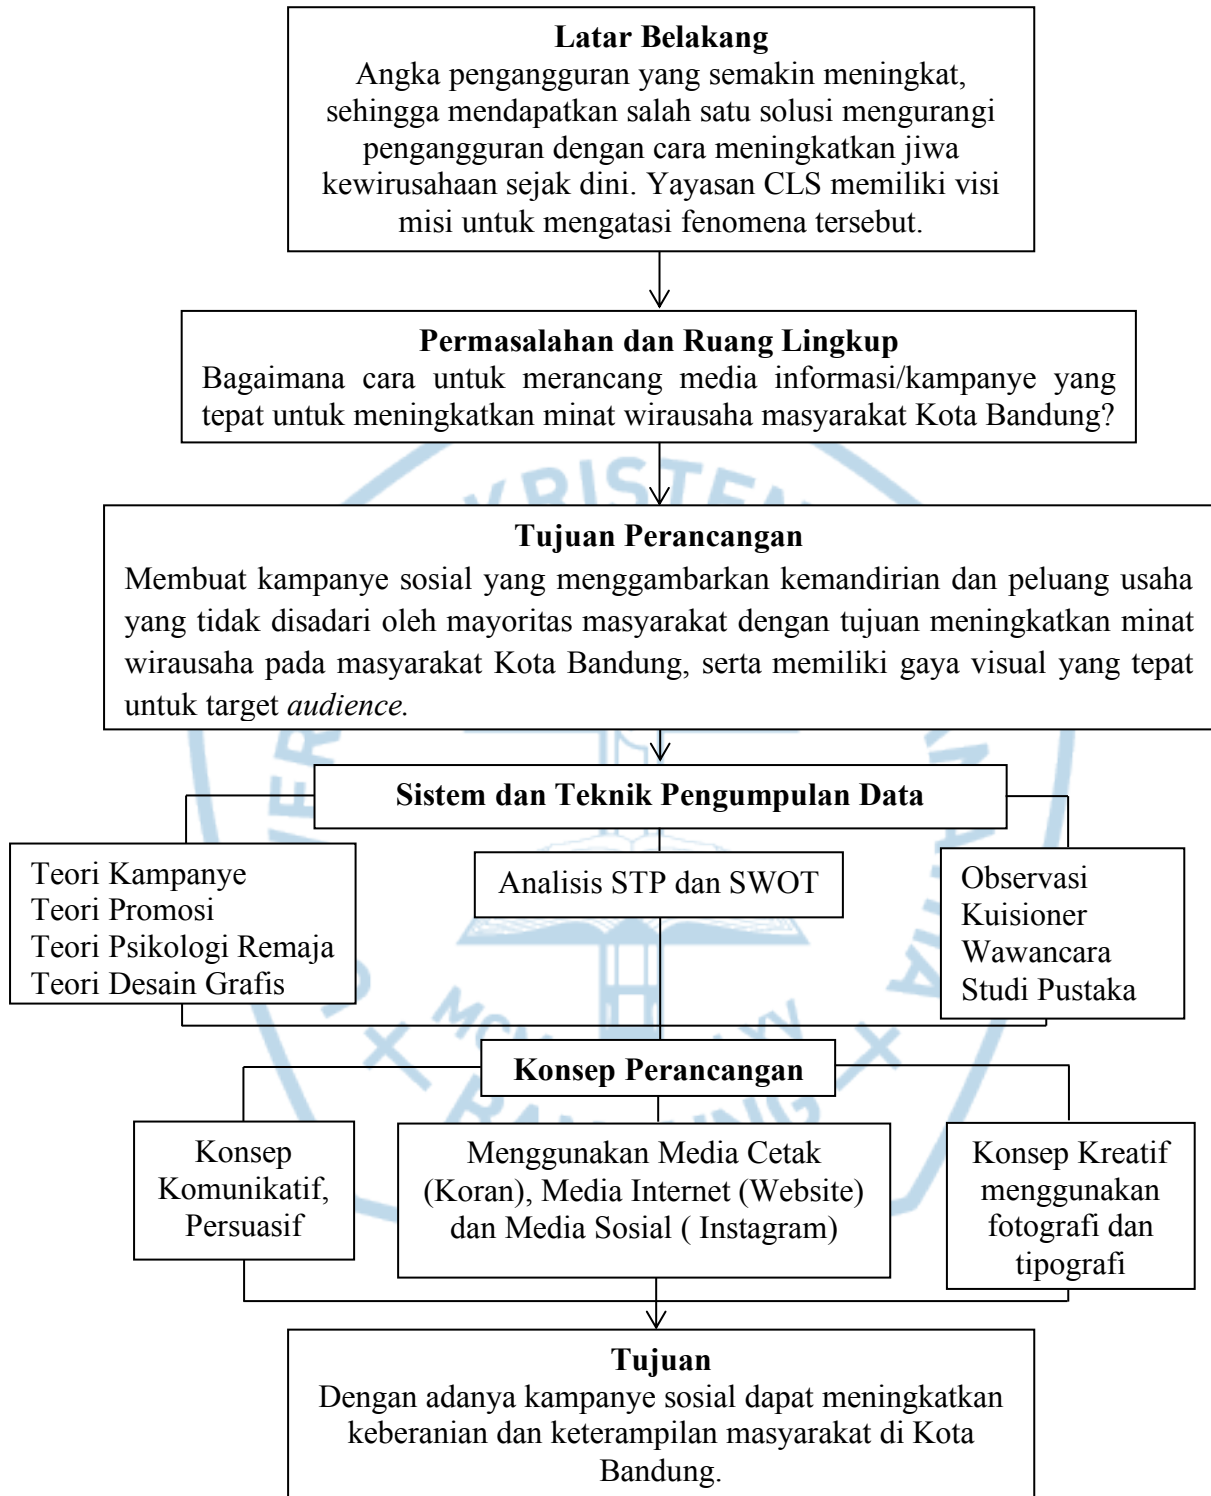 Latar Belakang
Angka pengangguran yang semakin meningkat,
sehingga mendapatkan salah satu solusi mengurangi
pengangguran dengan cara meningkatkan jiwa
kewirusahaan sejak dini. Yayasan CLS memiliki visi
misi untuk mengatasi fenomena tersebut.
Permasalahan dan Ruang Lingkup
Bagaimana cara untuk merancang media informasi/kampanye yang
tepat untuk meningkatkan minat wirausaha masyarakat Kota Bandung?
KRISTEN
Tujuan Perancangan
Membuat kampanye sosial yang menggambarkan kemandirian dan peluang usaha
yang tidak disadari oleh mayoritas masyarakat dengan tujuan meningkatkan minat
wirausaha pada masyarakat Kota Bandung, serta memiliki gaya visual yang tepat
untuk target audience.
Sistem dan Teknik Pengumpulan Data
Teori Kampanye
Teori Promosi
Teori Psikologi Remaja
Teori Desain Grafis
Analisis STP dan SWOT
Observasi
Kuisioner
Wawancara
Studi Pustaka
Konsep Perancangan
BANDUNG
Konsep
Komunikatif,
Persuasif
Menggunakan Media Cetak
(Koran), Media Internet (Website)
dan Media Sosial ( Instagram)
Konsep Kreatif
menggunakan
fotografi dan
tipografi
Tujuan
Dengan adanya kampanye sosial dapat meningkatkan
keberanian dan keterampilan masyarakat di Kota
Bandung.